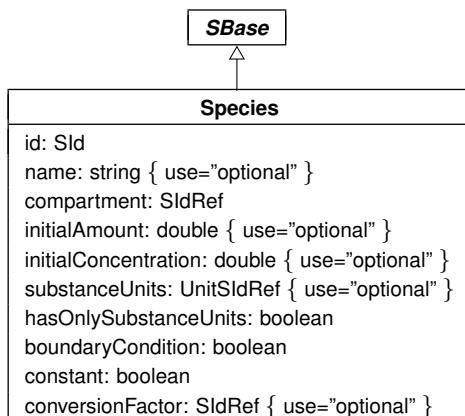 SBase
Species
id: SId
name: string { use="optional" }
compartment: SIdRef
initialAmount: double { use=”optional” }
initialConcentration: double { use=”optional” }
substanceUnits: UnitSIdRef { use=”optional” }
hasOnlySubstanceUnits: boolean
boundaryCondition: boolean
constant: boolean
conversionFactor: SIdRef { use=”optional” }